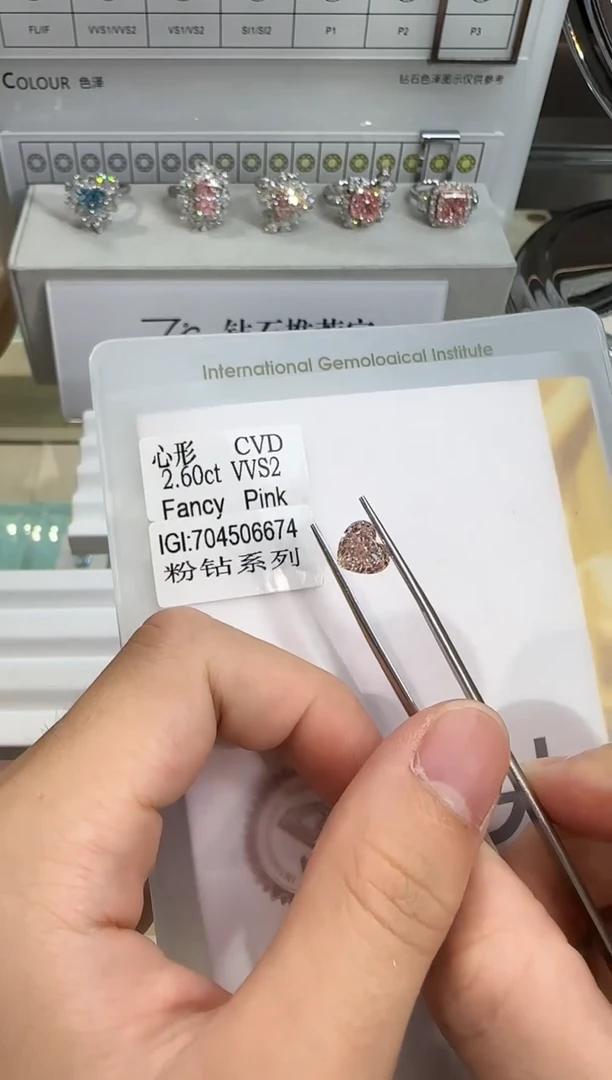 FL/IF VVS1/VVS2 VS1/VS2 SI1/SI2 P1 P2 P3
COLOUR 色泽 钻石色泽图示仅供参考
International Gemological Institute
心形 CVD
2.60ct VVS2
Fancy Pink
IGI:704506674
粉钻系列